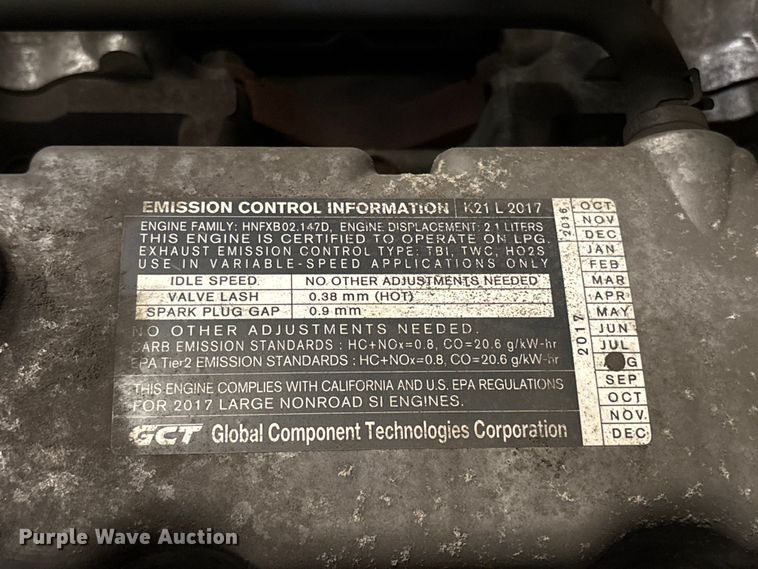 EMISSION CONTROL INFORMATION K21 L 2017
ENGINE FAMILY: HNFXB02.147D, ENGINE DISPLACEMENT: 2.1 LITERS
THIS ENGINE IS CERTIFIED TO OPERATE ON LPG.
EXHAUST EMISSION CONTROL TYPE: TBI, TWC, HO2S
USE IN VARIABLE-SPEED APPLICATIONS ONLY
IDLE SPEED NO OTHER ADJUSTMENTS NEEDED
VALVE LASH 0.38 mm (HOT)
SPARK PLUG GAP 0.9 mm
NO OTHER ADJUSTMENTS NEEDED.
CARB EMISSION STANDARDS : HC+NOx=0.8, CO=20.6 g/kW-hr
EPA Tier2 EMISSION STANDARDS : HC+NOx=0.8, CO=20.6 g/kW-hr
THIS ENGINE COMPLIES WITH CALIFORNIA AND U.S. EPA REGULATIONS
FOR 2017 LARGE NONROAD SI ENGINES.
GCT Global Component Technologies Corporation
2016
OCT
NOV
DEC
2017
JAN
FEB
MAR
APR
MAY
JUN
JUL
SEP
OCT
NOV.
DEC
Purple Wave Auction